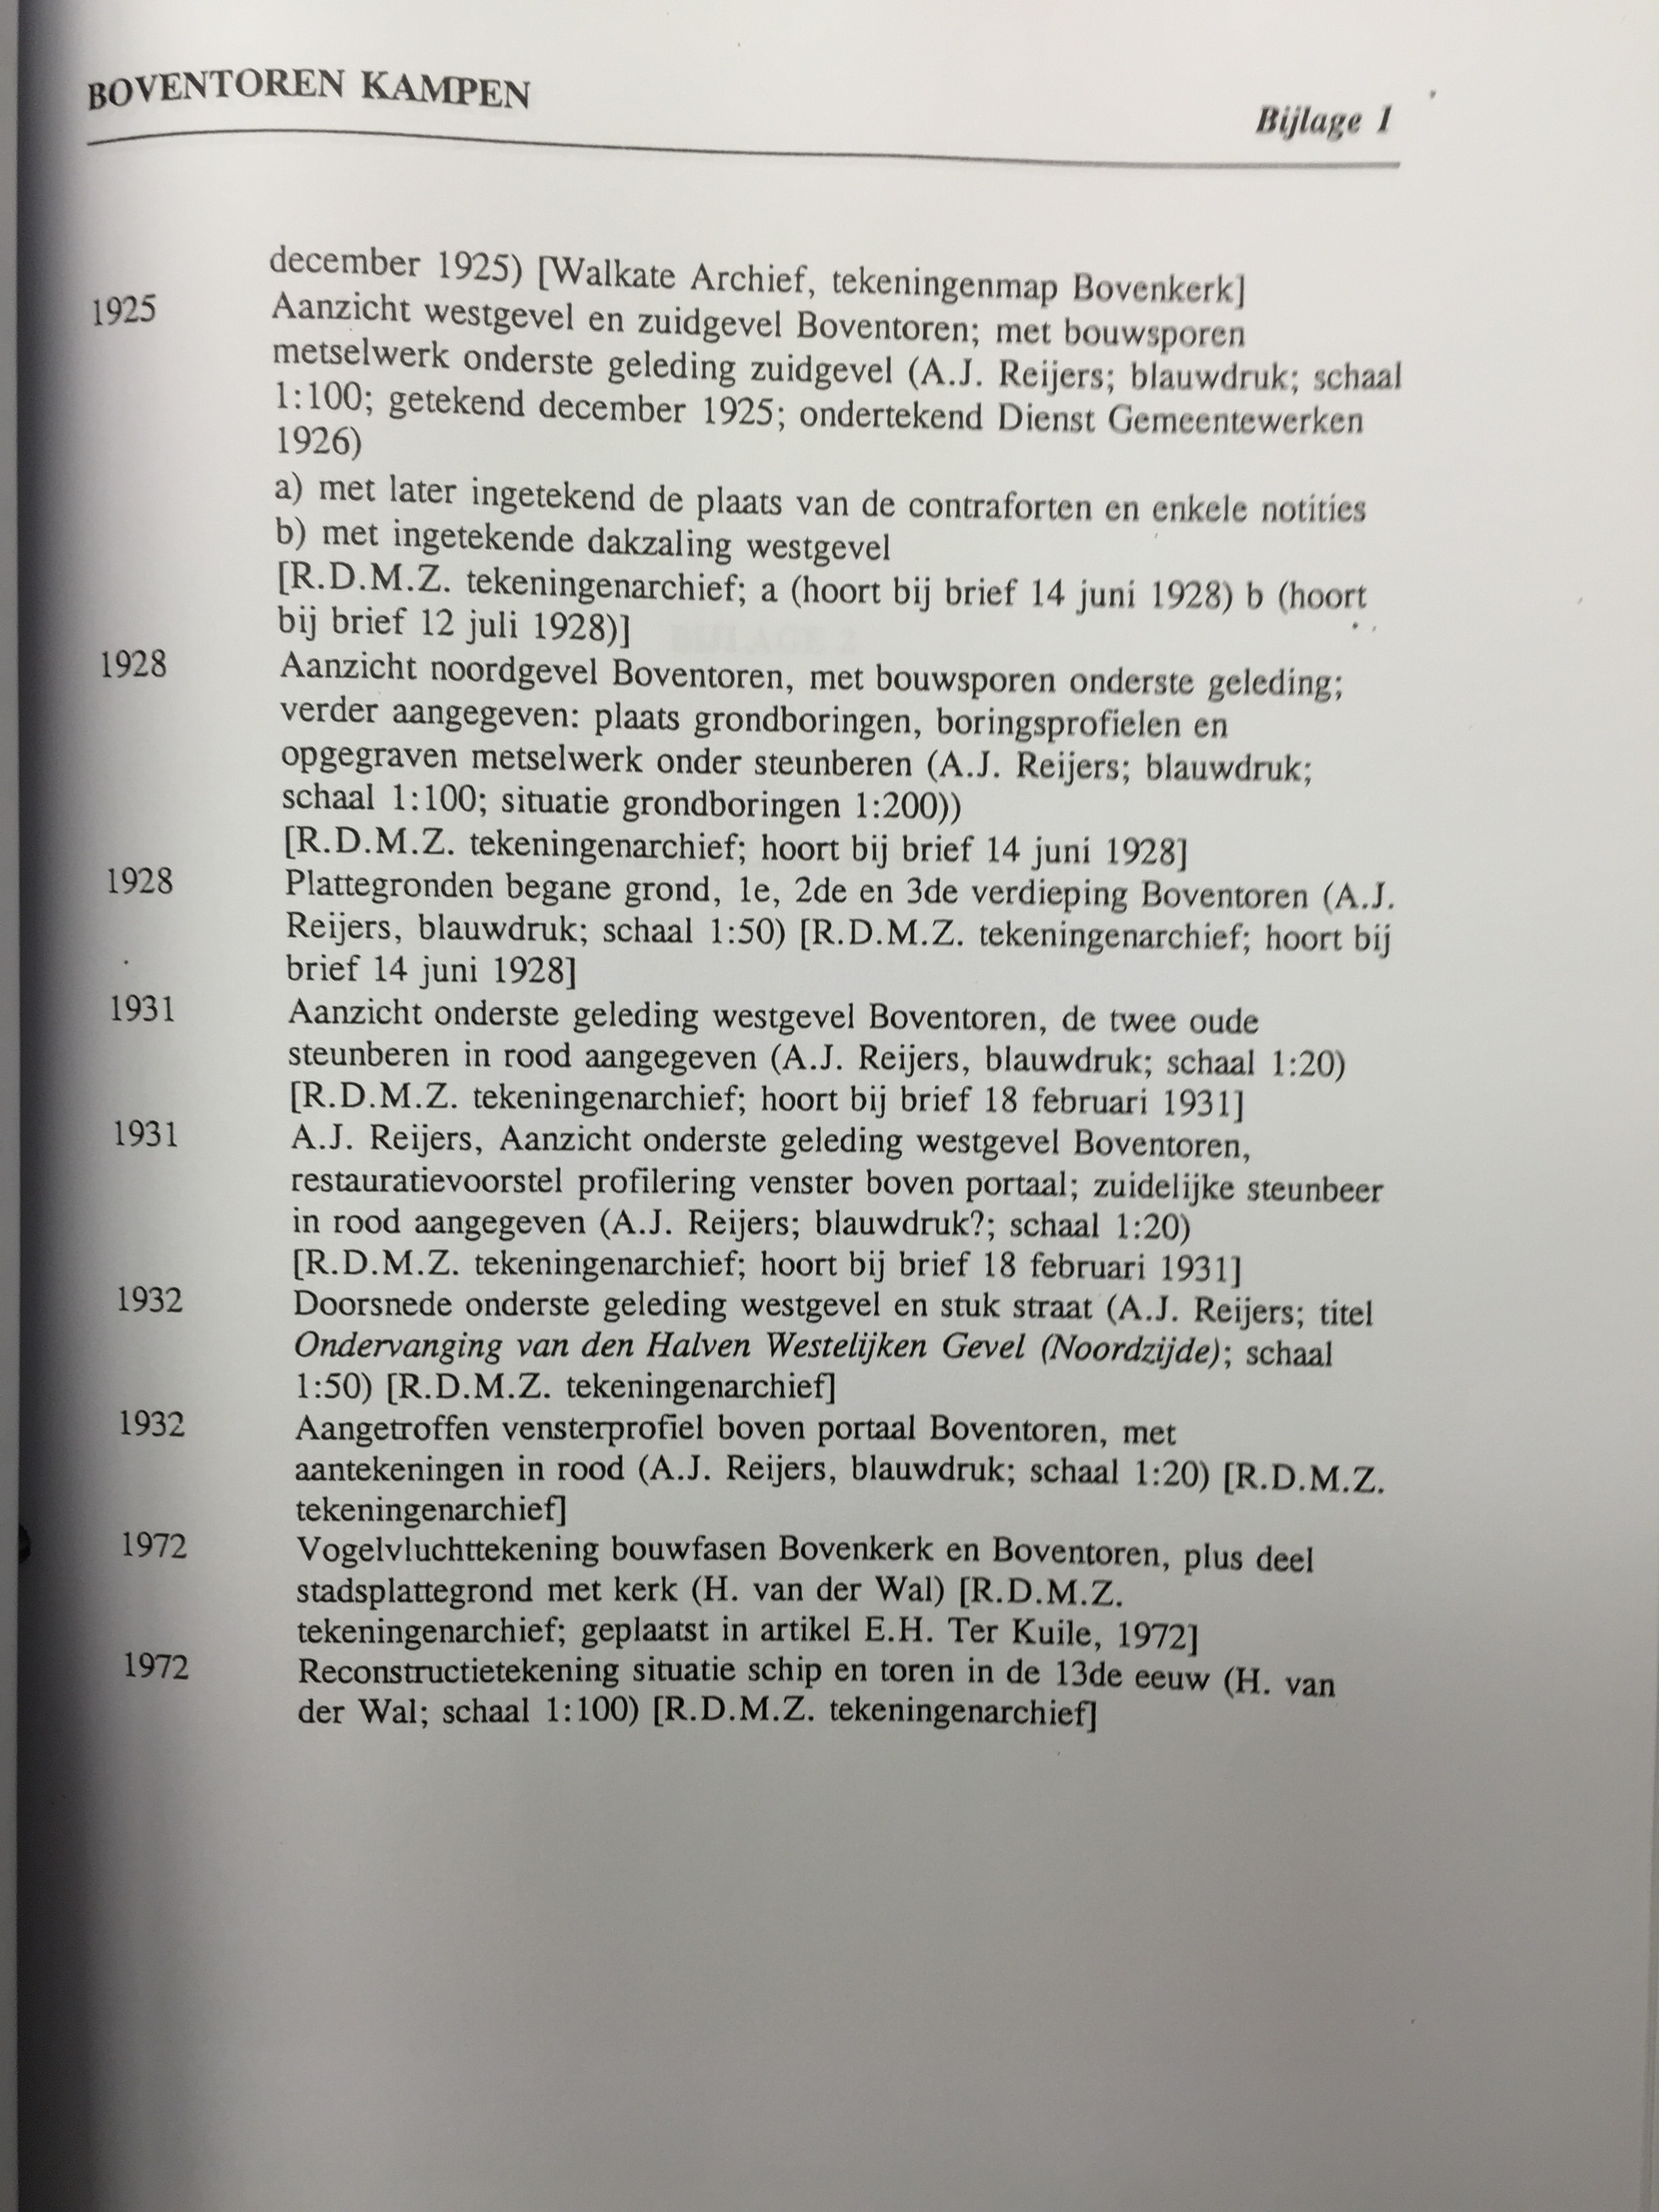 BOVENTOREN KAMPEN
Bijlage 1
december 1925) [Walkate Archief, tekeningenmap Bovenkerk]
1925 Aanzicht westgevel en zuidgevel Boventoren; met bouwsporen
metselwerk onderste geleding zuidgevel (A.J. Reijers; blauwdruk; schaal
1:100; getekend december 1925; ondertekend Dienst Gemeentewerken
1926)
a) met later ingetekend de plaats van de contraforten en enkele notities
b) met ingetekende dakzaling westgevel
[R.D.M.Z. tekeningenarchief; a (hoort bij brief 14 juni 1928) b (hoort
bij brief 12 juli 1928)]
1928 Aanzicht noordgevel Boventoren, met bouwsporen onderste geleding;
verder aangegeven: plaats grondboringen, boringsprofielen en
opgegraven metselwerk onder steunberen (A.J. Reijers; blauwdruk;
schaal 1:100; situatie grondboringen 1:200))
[R.D.M.Z. tekeningenarchief; hoort bij brief 14 juni 1928]
1928 Plattegronden begane grond, 1e, 2de en 3de verdieping Boventoren (A.J.
Reijers, blauwdruk; schaal 1:50) [R.D.M.Z. tekeningenarchief; hoort bij
brief 14 juni 1928]
1931 Aanzicht onderste geleding westgevel Boventoren, de twee oude
steunberen in rood aangegeven (A.J. Reijers, blauwdruk; schaal 1:20)
[R.D.M.Z. tekeningenarchief; hoort bij brief 18 februari 1931]
1931 A.J. Reijers, Aanzicht onderste geleding westgevel Boventoren,
restauratievoorstel profilering venster boven portaal; zuidelijke steunbeer
in rood aangegeven (A.J. Reijers; blauwdruk?; schaal 1:20)
[R.D.M.Z. tekeningenarchief; hoort bij brief 18 februari 1931]
1932 Doorsnede onderste geleding westgevel en stuk straat (A.J. Reijers; titel
Ondervanging van den Halven Westelijken Gevel (Noordzijde); schaal
1:50) [R.D.M.Z. tekeningenarchief]
1932 Aangetroffen vensterprofiel boven portaal Boventoren, met
aantekeningen in rood (A.J. Reijers, blauwdruk; schaal 1:20) [R.D.M.Z.
tekeningenarchief]
1972 Vogelvluchttekening bouwfasen Bovenkerk en Boventoren, plus deel
stadsplattegrond met kerk (H. van der Wal) [R.D.M.Z.
tekeningenarchief; geplaatst in artikel E.H. Ter Kuile, 1972]
1972 Reconstructietekening situatie schip en toren in de 13de eeuw (H. van
der Wal; schaal 1:100) [R.D.M.Z. tekeningenarchief]